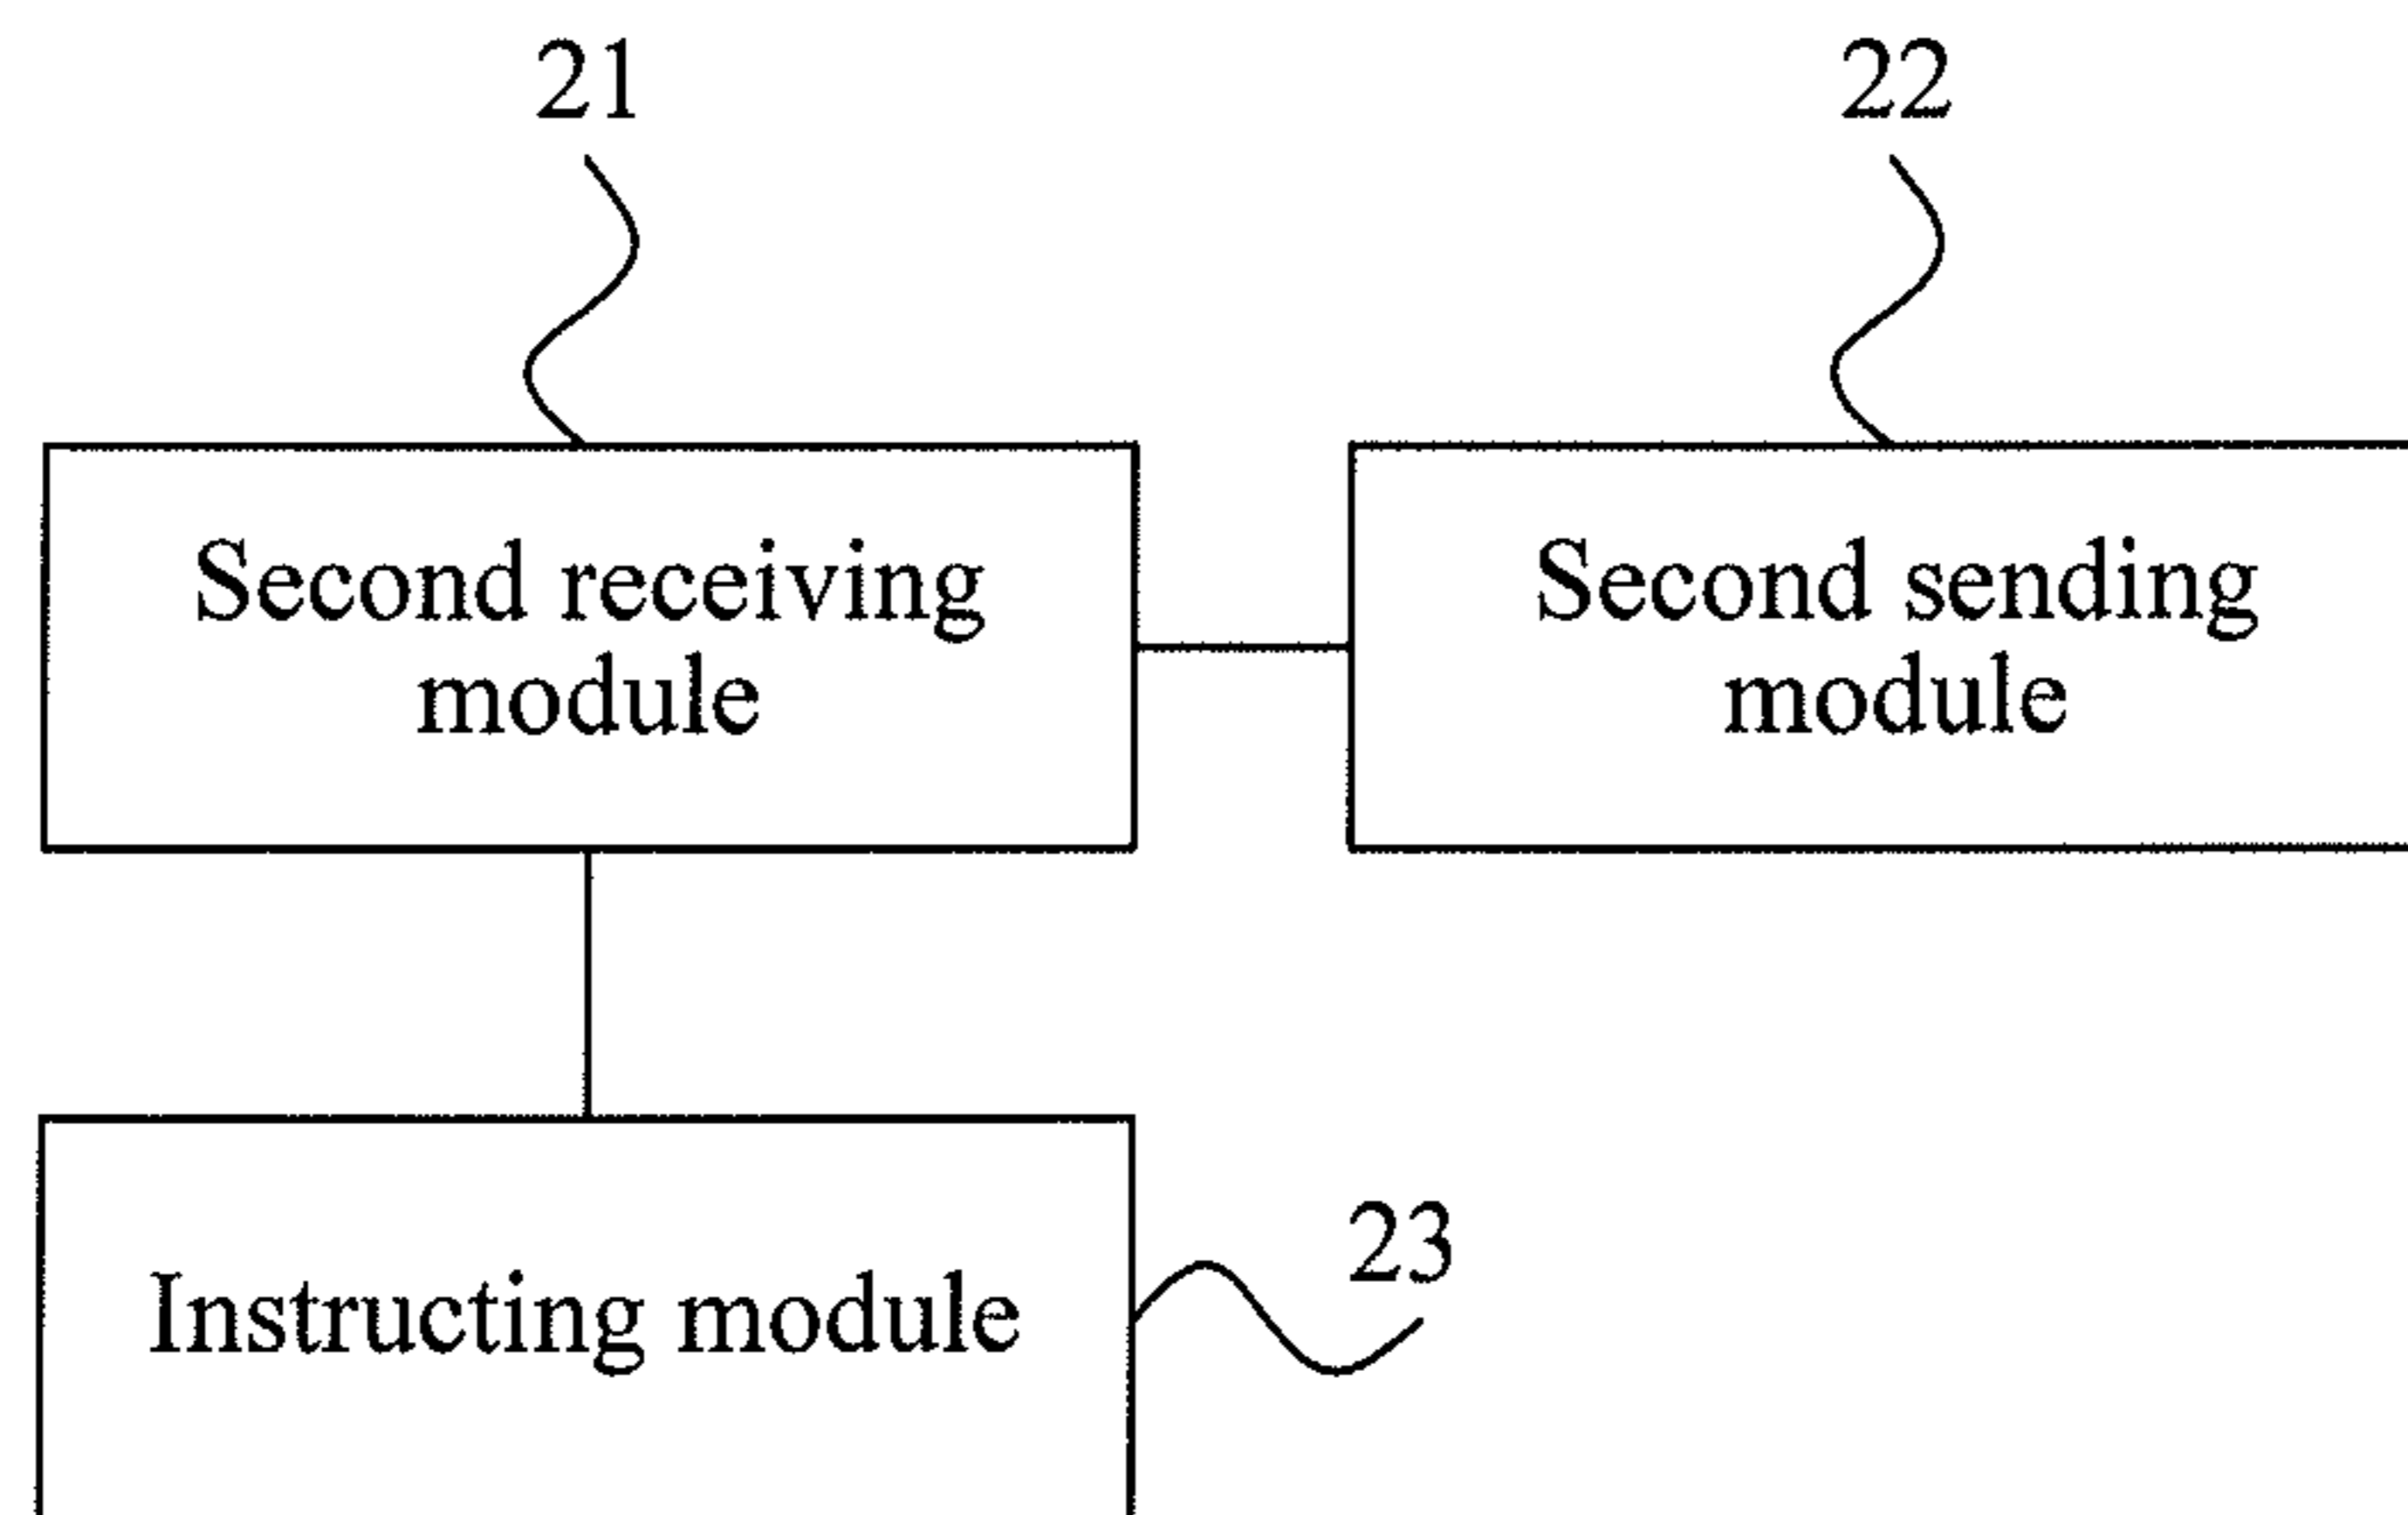 21
22
Second receiving
module
Second sending
module
Instructing module
23